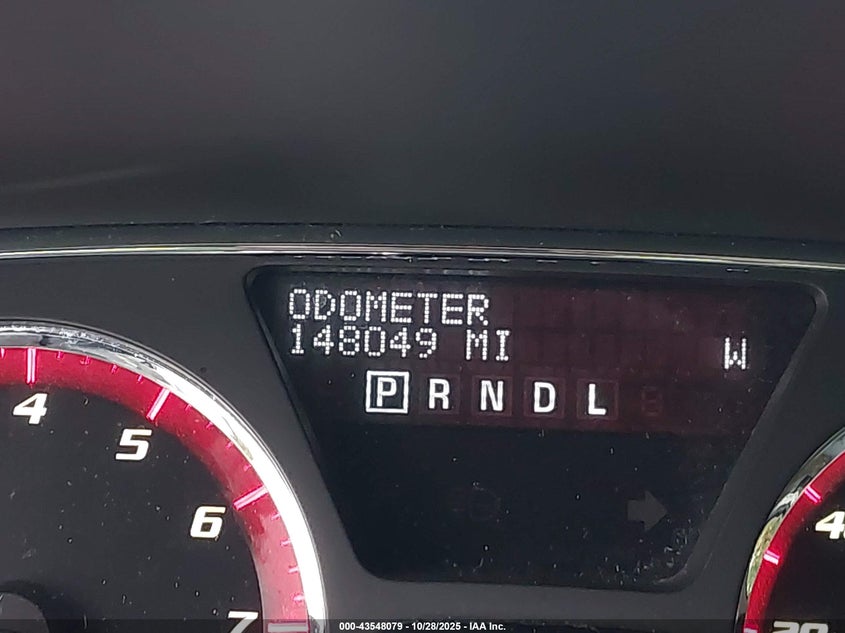 ODOMETER
148049 MI
W
P R N D L
4
5
6
7
000-43548079 - 10/28/2025 - IAA Inc.